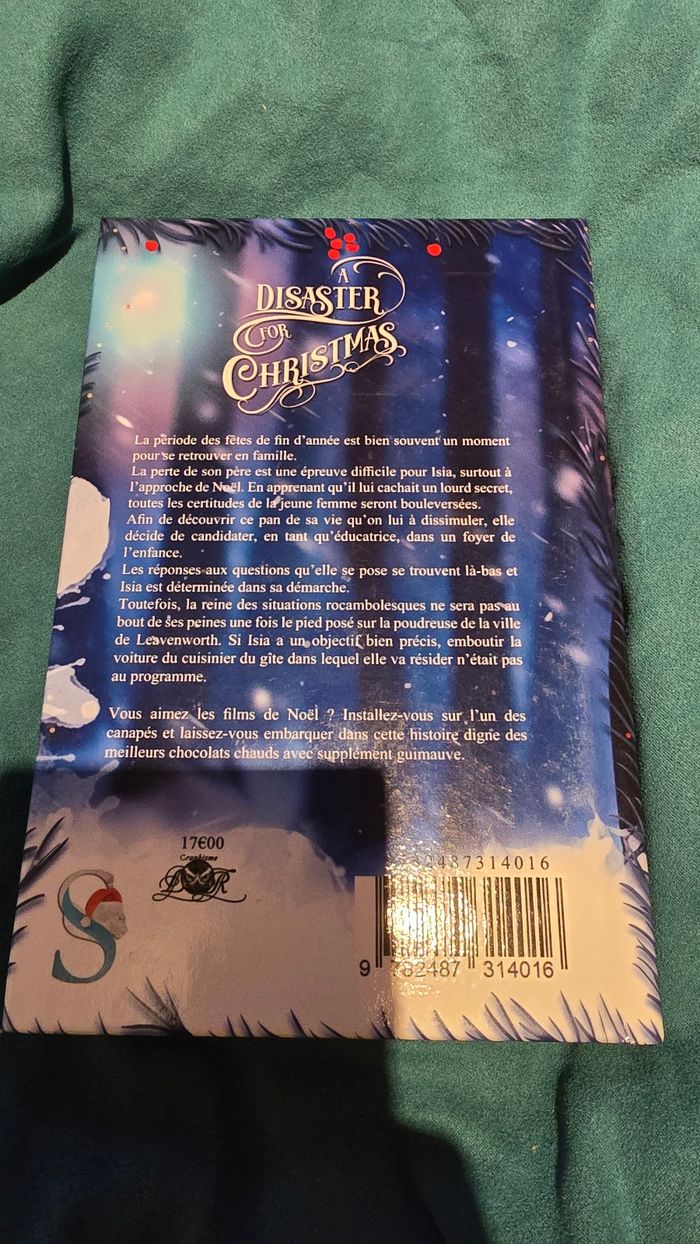 A
DISASTER
FOR
CHRISTMAS
La période des fêtes de fin d'année est bien souvent un moment
pour se retrouver en famille.
La perte de son père est une épreuve difficile pour Isia, surtout à
l'approche de Noël. En apprenant qu'il lui cachait un lourd secret,
toutes les certitudes de la jeune femme seront bouleversées.
Afin de découvrir ce pan de sa vie qu'on lui à dissimuler, elle
décide de candidater, en tant qu'éducatrice, dans un foyer de
l'enfance.
Les réponses aux questions qu'elle se pose se trouvent là-bas et
Isia est déterminée dans sa démarche.
Toutefois, la reine des situations rocambolesques ne sera pas au
bout de ses peines une fois le pied posé sur la poudreuse de la ville
de Leavenworth. Si Isia a un objectif bien précis, emboutir la
voiture du cuisinier du gîte dans lequel elle va résider n'était pas
au programme.
Vous aimez les films de Noël ? Installez-vous sur l'un des
canapés et laissez-vous embarquer dans cette histoire digne des
meilleurs chocolats chauds avec supplément guimauve.
17€00
Graphisme
S
9 782487 314016